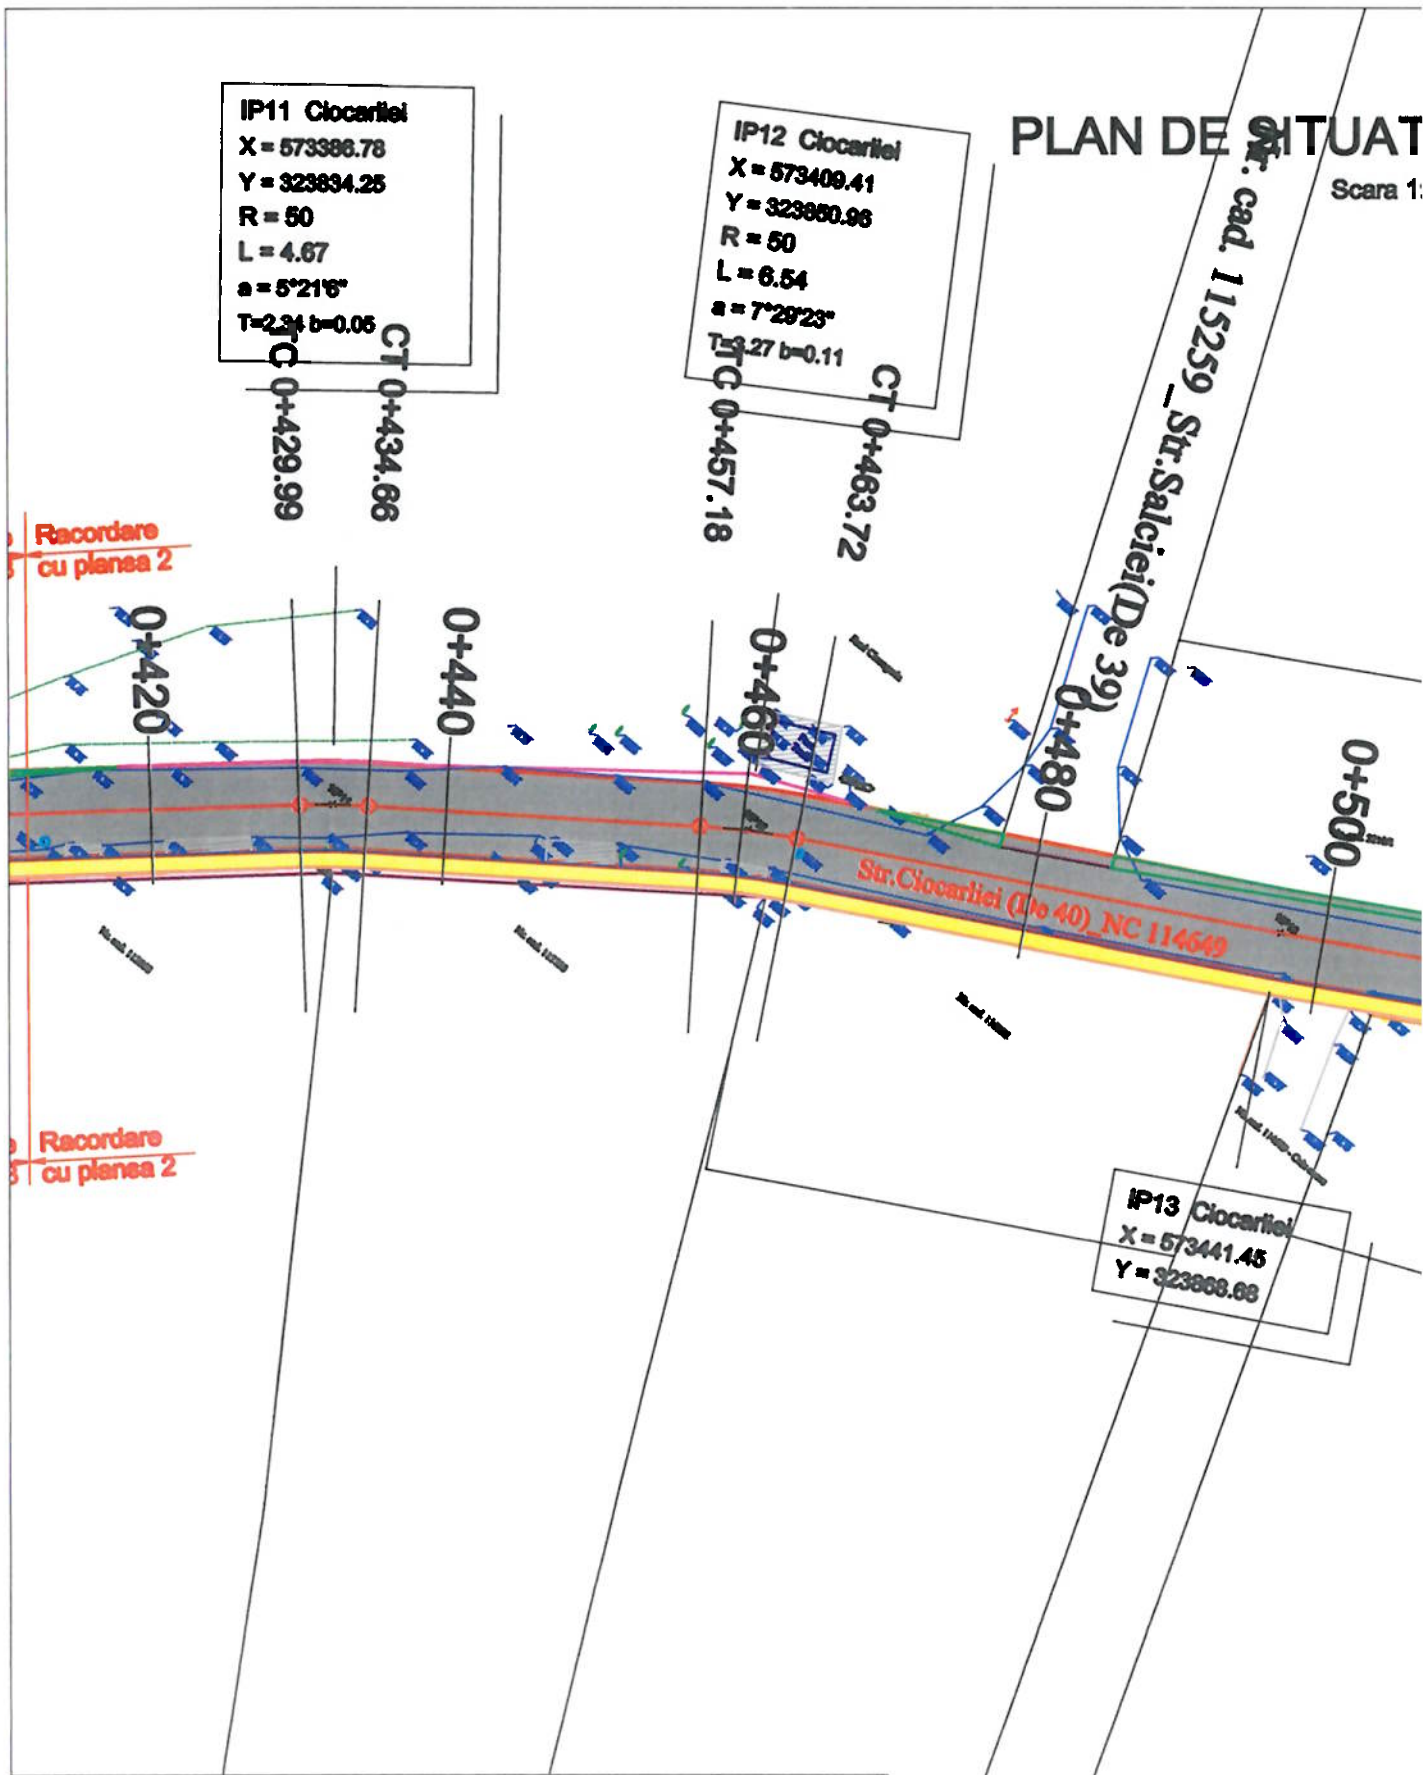 PLAN DE SITUAT
Scara 1:
IP11 Ciocarliei
X = 573386.78
Y = 323834.25
R = 50
L = 4.67
a = 5°21'6"
T=2.34 b=0.05
IP12 Ciocarliei
X = 573409.41
Y = 323850.96
R = 50
L = 6.54
a = 7°29'23"
T=3.27 b=0.11
TC 0+429.99
CT 0+434.66
TC 0+457.18
CT 0+463.72
Nr. cad. 115259_Str.Salciei(De 39)
Racordare
cu plansa 2
0+420
0+440
0+460
0+480
0+500
Str.Ciocarliei (De 40)_NC 114649
Racordare
cu plansa 2
IP13 Ciocarliei
X = 573441.45
Y = 323868.68